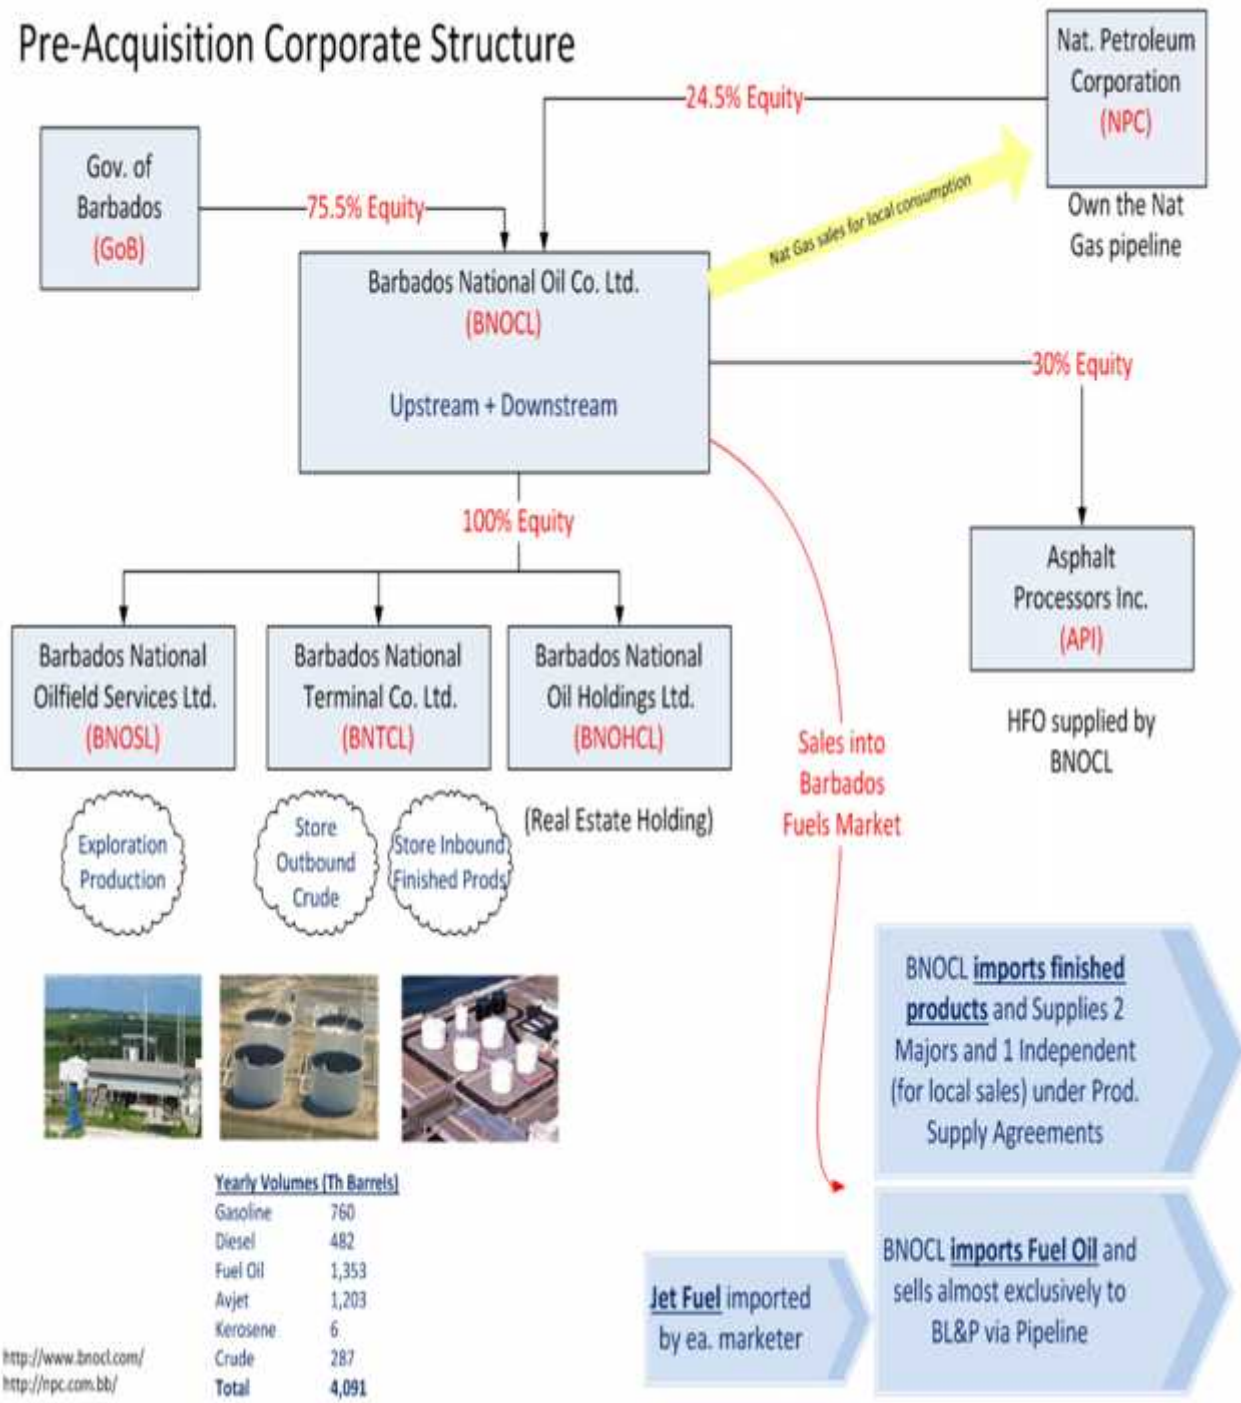 Pre-Acquisition Corporate Structure
Nat. Petroleum
Corporation
(NPC)
Own the Nat
Gas pipeline
24.5% Equity
Gov. of
Barbados
(GoB)
75.5% Equity
Nat Gas sales for local consumption
Barbados National Oil Co. Ltd.
(BNOCL)
Upstream + Downstream
30% Equity
100% Equity
Asphalt
Processors Inc.
(API)
HFO supplied by
BNOCL
Barbados National
Oilfield Services Ltd.
(BNOSL)
Barbados National
Terminal Co. Ltd.
(BNTCL)
Barbados National
Oil Holdings Ltd.
(BNOHCL)
Exploration
Production
Store
Outbound
Crude
Store Inbound
Finished Prods
(Real Estate Holding)
Sales into
Barbados
Fuels Market
BNOCL imports finished
products and Supplies 2
Majors and 1 Independent
(for local sales) under Prod.
Supply Agreements
BNOCL imports Fuel Oil and
sells almost exclusively to
BL&P via Pipeline
Jet Fuel imported
by ea. marketer
Yearly Volumes (Th Barrels)
Gasoline 760
Diesel 482
Fuel Oil 1,353
Avjet 1,203
Kerosene 6
Crude 287
Total 4,091
http://www.bnocl.com/
http://npc.com.bb/